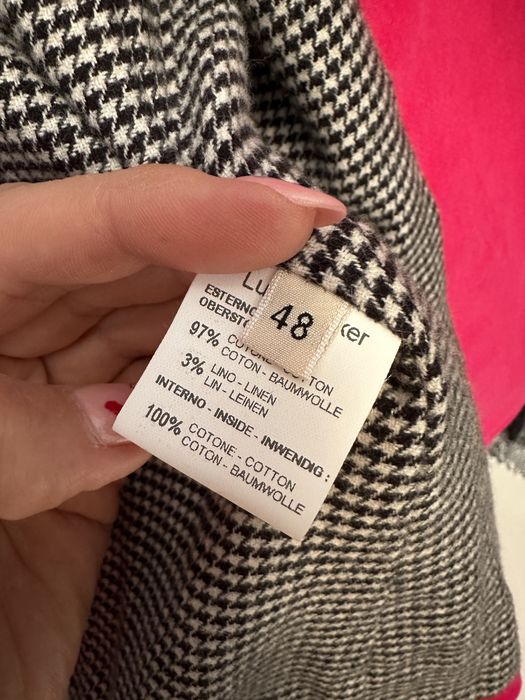 48
97% COTONE - COTTON
COTON - BAUMWOLLE
3% LINO - LINEN
LIN - LEINEN
INTERNO - INSIDE - INWENDIG :
100% COTONE - COTTON
COTON - BAUMWOLLE